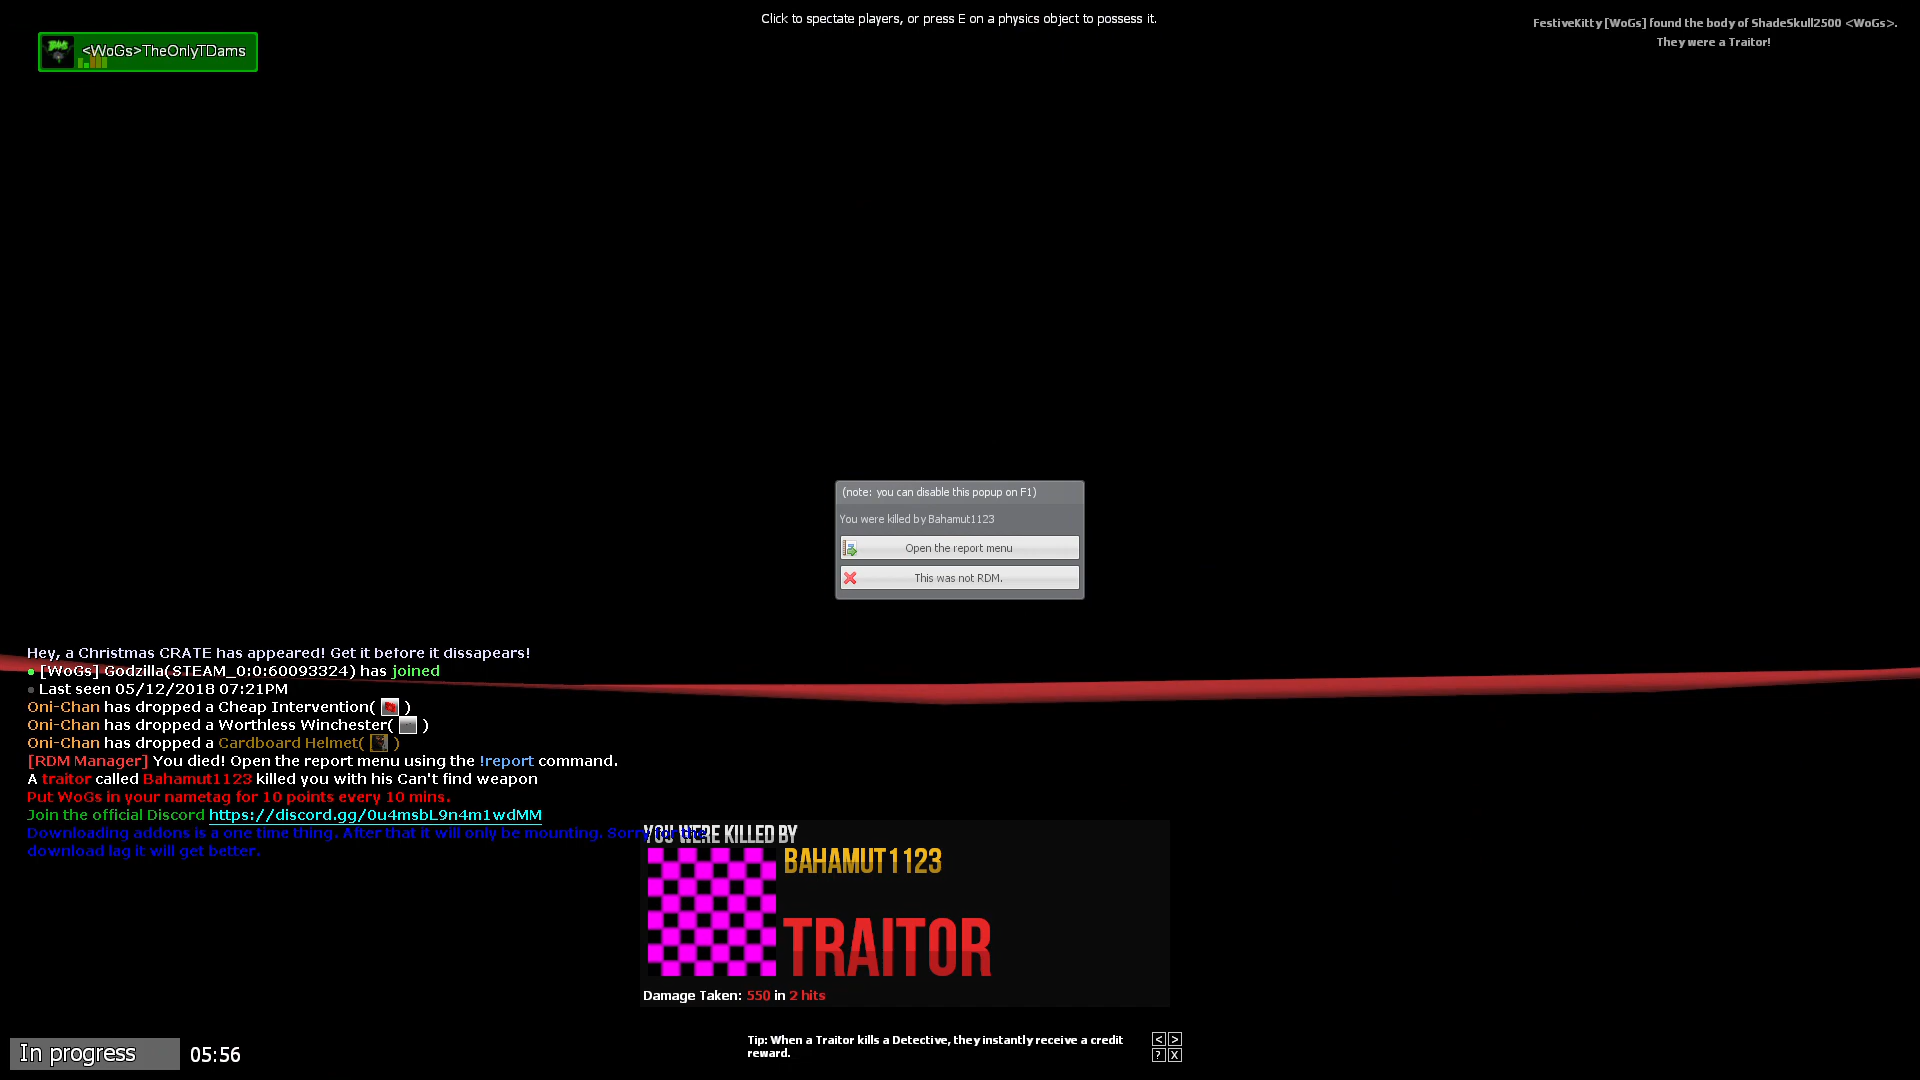 Click to spectate players, or press E on a physics object to possess it.
<WoGs>TheOnlyTDams
FestiveKitty [WoGs] found the body of ShadeSkull2500 <WoGs>.
They were a Traitor!
(note: you can disable this popup on F1)
You were killed by Bahamut1123
Open the report menu
This was not RDM.
Hey, a Christmas CRATE has appeared! Get it before it dissapears!
[WoGs] Godzilla(STEAM_0:0:60093324) has joined
Last seen 05/12/2018 07:21PM
Oni-Chan has dropped a Cheap Intervention( )
Oni-Chan has dropped a Worthless Winchester( )
Oni-Chan has dropped a Cardboard Helmet( )
[RDM Manager] You died! Open the report menu using the !report command.
A traitor called Bahamut1123 killed you with his Can't find weapon
Put WoGs in your nametag for 10 points every 10 mins.
Join the official Discord https://discord.gg/0u4msbL9n4m1wdMM
Downloading addons is a one time thing. After that it will only be mounting. Sorry for the
download lag it will get better.
YOU WERE KILLED BY
BAHAMUT1123
TRAITOR
Damage Taken: 550 in 2 hits
In progress 05:56
Tip: When a Traitor kills a Detective, they instantly receive a credit
reward.
< >
? X